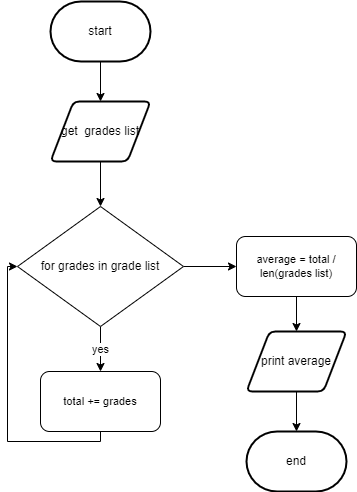 start
get grades list
for grades in grade list
yes
total += grades
average = total /
len(grades list)
print average
end